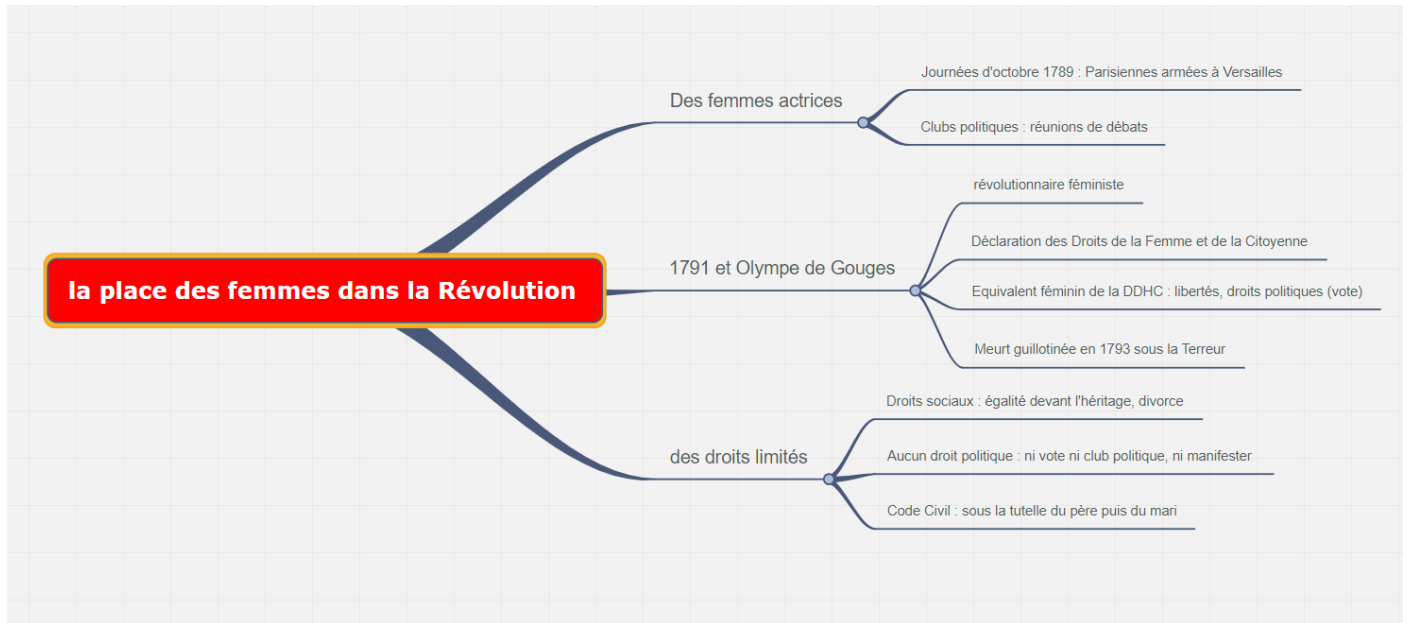 la place des femmes dans la Révolution
Des femmes actrices
Journées d'octobre 1789 : Parisiennes armées à Versailles
Clubs politiques : réunions de débats
1791 et Olympe de Gouges
révolutionnaire féministe
Déclaration des Droits de la Femme et de la Citoyenne
Equivalent féminin de la DDHC : libertés, droits politiques (vote)
Meurt guillotinée en 1793 sous la Terreur
des droits limités
Droits sociaux : égalité devant l'héritage, divorce
Aucun droit politique : ni vote ni club politique, ni manifester
Code Civil : sous la tutelle du père puis du mari